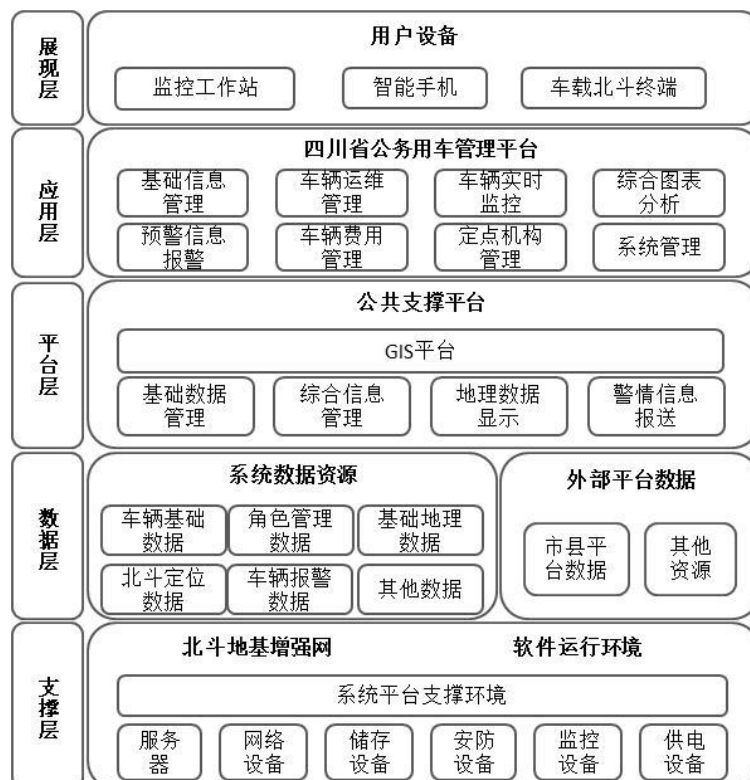 展
现
层
用户设备
监控工作站
智能手机
车载北斗终端
应
用
层
四川省公务用车管理平台
基础信息
管理
车辆运维
管理
车辆实时
监控
综合图表
分析
预警信息
报警
车辆费用
管理
定点机构
管理
系统管理
平
台
层
公共支撑平台
GIS平台
基础数据
管理
综合信息
管理
地理数据
显示
警情信息
报送
数
据
层
系统数据资源
车辆基础
数据
角色管理
数据
基础地理
数据
北斗定位
数据
车辆报警
数据
其他数据
外部平台数据
市县平
台数据
其他
资源
支
撑
层
北斗地基增强网
软件运行环境
系统平台支撑环境
服务
器
网络
设备
储存
设备
安防
设备
监控
设备
供电
设备